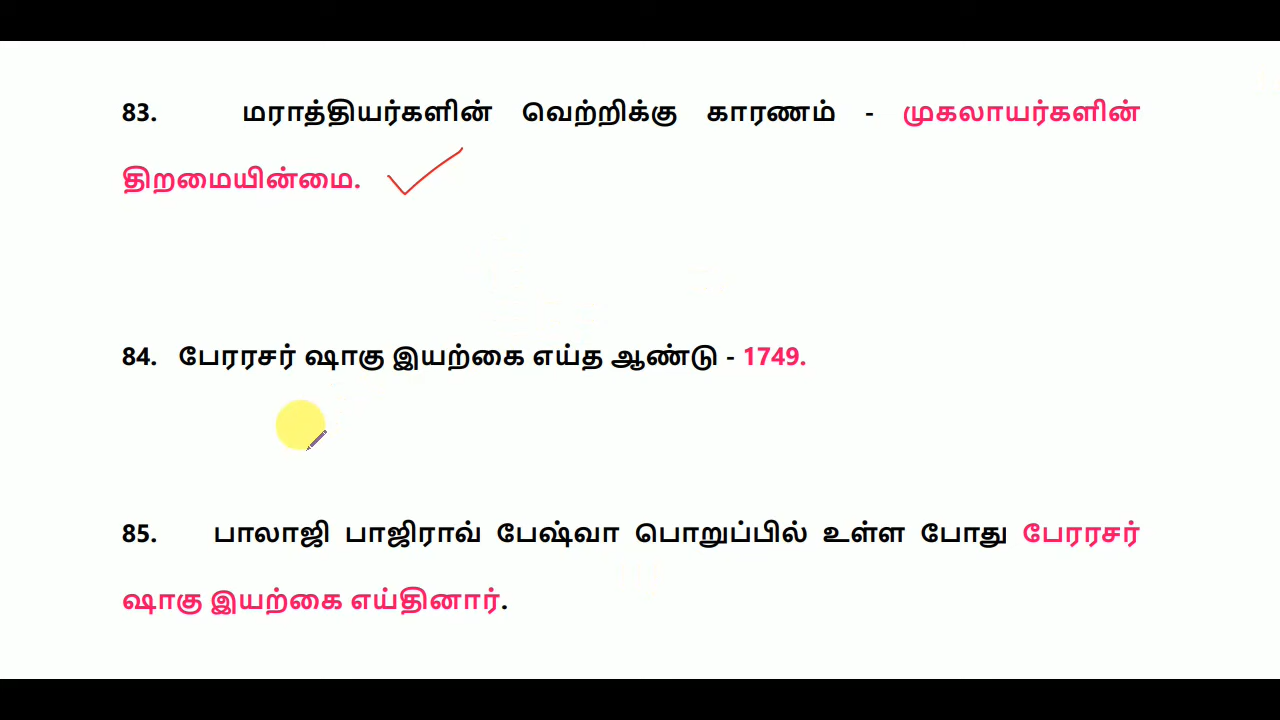 83. மராத்தியர்களின் வெற்றிக்கு காரணம் - முகலாயர்களின்
திறமையின்மை.
84. பேரரசர் ஷாகு இயற்கை எய்த ஆண்டு - 1749.
85. பாலாஜி பாஜிராவ் பேஷ்வா பொறுப்பில் உள்ள போது பேரரசர்
ஷாகு இயற்கை எய்தினார்.